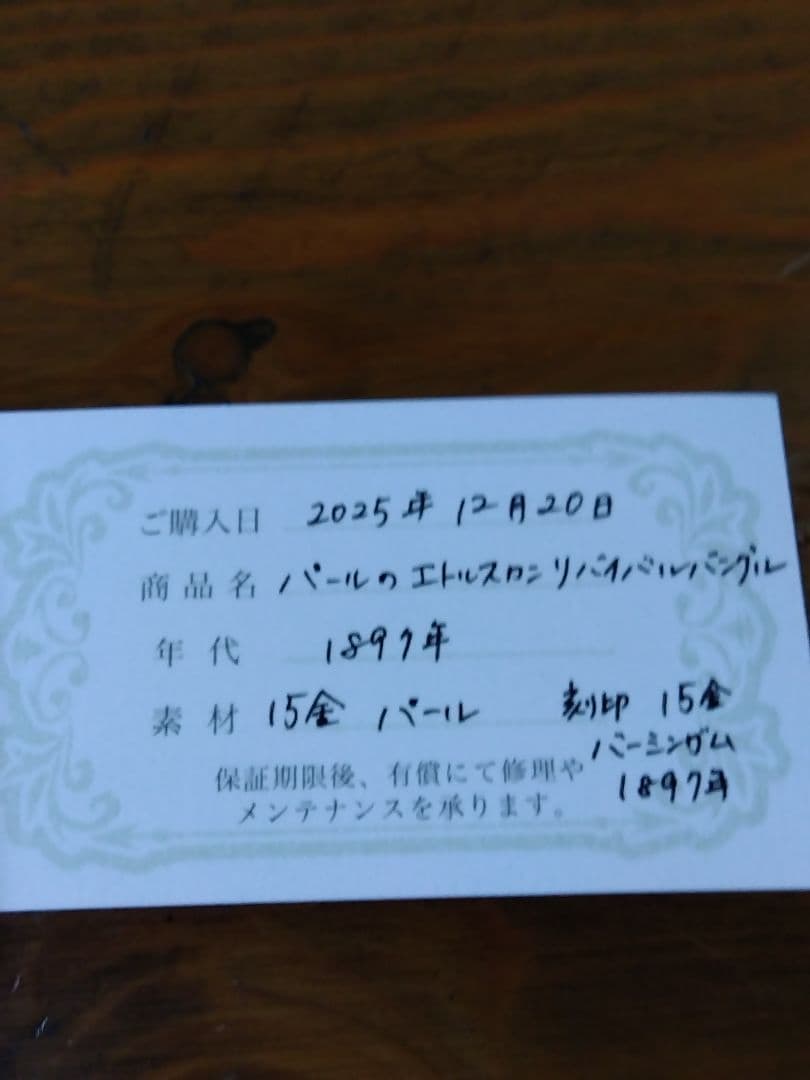 ご購入日 2025年 12月20日
商品名 パールの エトルスカン リバイバルバングル
年代 1897年
素材 15金 パール 刻印 15金
バーミンガム
1897年
保証期限後、有償にて修理や
メンテナンスを承ります。